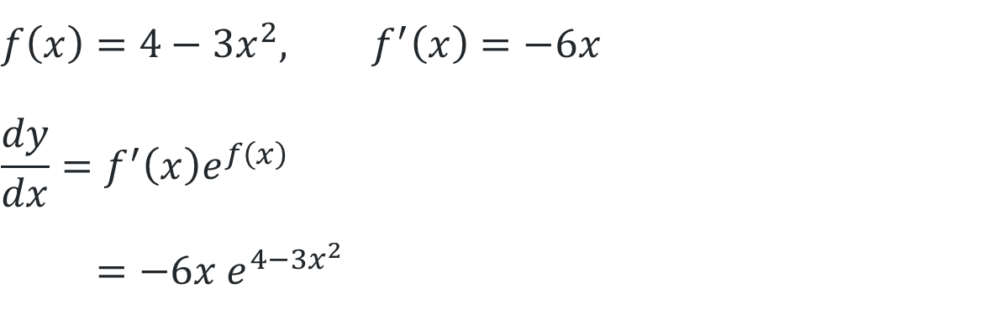 f(x) = 4 − 3x², f′(x) = −6x
dy/dx = f′(x)e^{f(x)}
= −6x e^{4−3x²}